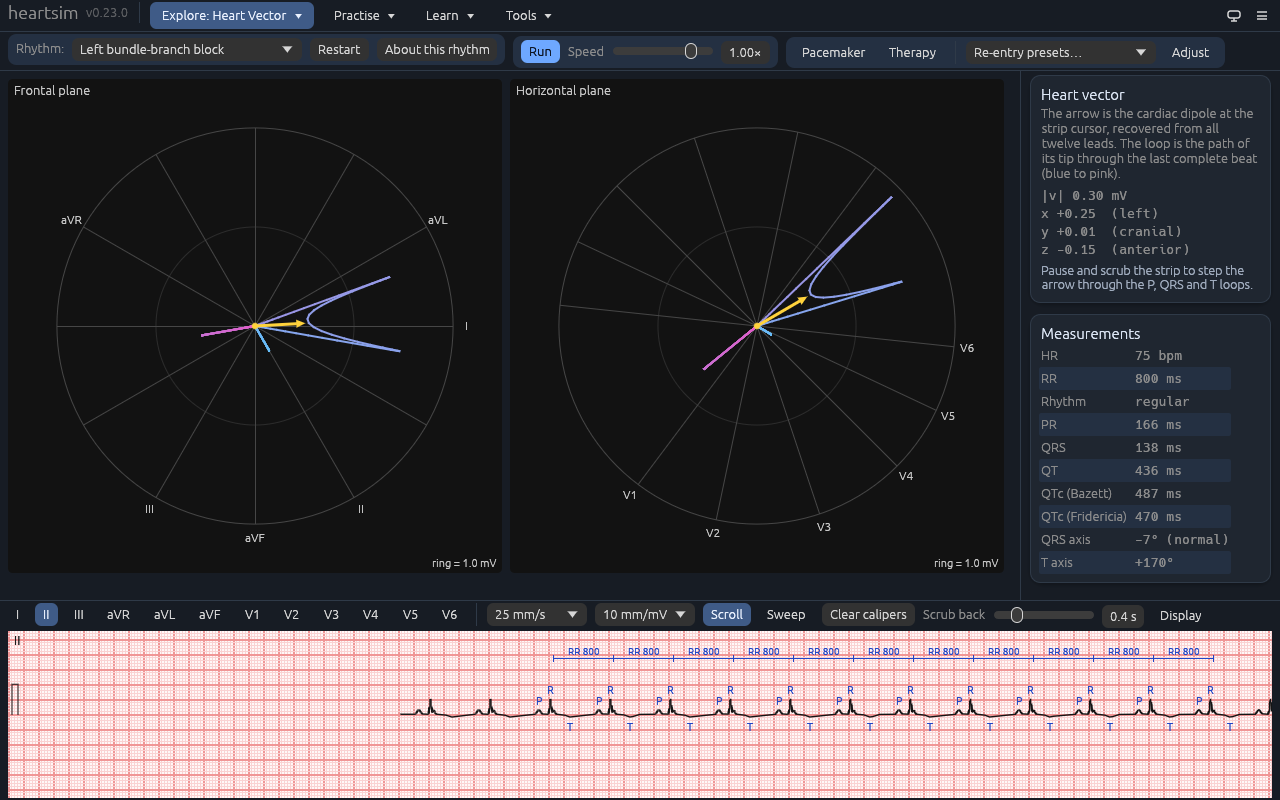 heartsim v0.23.0 Explore: Heart Vector Practise Learn Tools
Rhythm: Left bundle-branch block Restart About this rhythm Run Speed 1.00× Pacemaker Therapy Re-entry presets... Adjust
Frontal plane
aVR
aVL
I
III
II
aVF
ring = 1.0 mV
Horizontal plane
V6
V5
V4
V1
V2
V3
ring = 1.0 mV
Heart vector
The arrow is the cardiac dipole at the
strip cursor, recovered from all
twelve leads. The loop is the path of
its tip through the last complete beat
(blue to pink).
|v| 0.30 mV
x +0.25 (left)
y +0.01 (cranial)
z -0.15 (anterior)
Pause and scrub the strip to step the
arrow through the P, QRS and T loops.
Measurements
HR 75 bpm
RR 800 ms
Rhythm regular
PR 166 ms
QRS 138 ms
QT 436 ms
QTc (Bazett) 487 ms
QTc (Fridericia) 470 ms
QRS axis -7° (normal)
T axis +170°
I II III aVR aVL aVF V1 V2 V3 V4 V5 V6 25 mm/s 10 mm/mV Scroll Sweep Clear calipers Scrub back 0.4 s Display
II
RR 800 RR 800 RR 800 RR 800 RR 800 RR 800 RR 800 RR 800 RR 800 RR 800 RR 800
R R R R R R R R R R R R
P P P P P P P P P P P P
T T T T T T T T T T T T